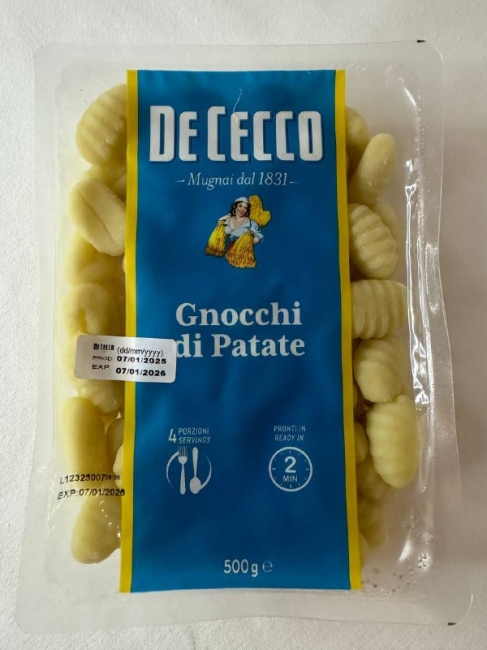 DE CECCO
Mugnai dal 1831
Gnocchi
di Patate
DE CECCO (dd/mm/yyyy)
PROD 07/01/2025
EXP. 07/01/2026
4 PORZIONI
SERVINGS
PRONTI IN
READY IN
2
MIN
L12325007
EXP:07/01/2026
500g e